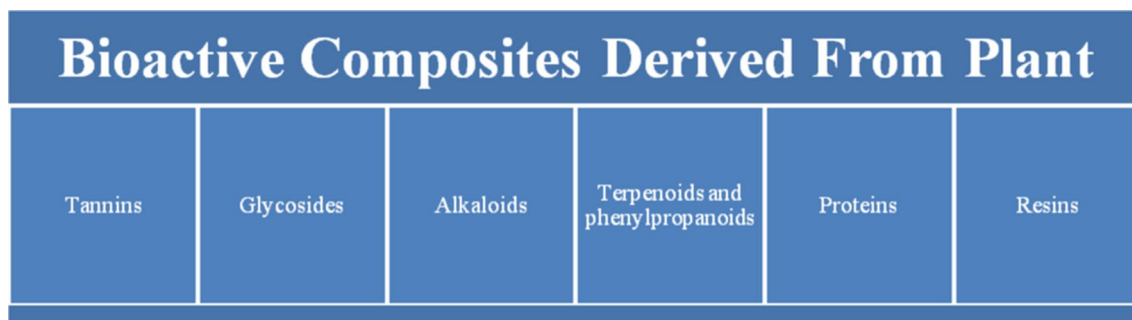 Bioactive Composites Derived From Plant
Tannins
Glycosides
Alkaloids
Terpenoids and
phenylpropanoids
Proteins
Resins